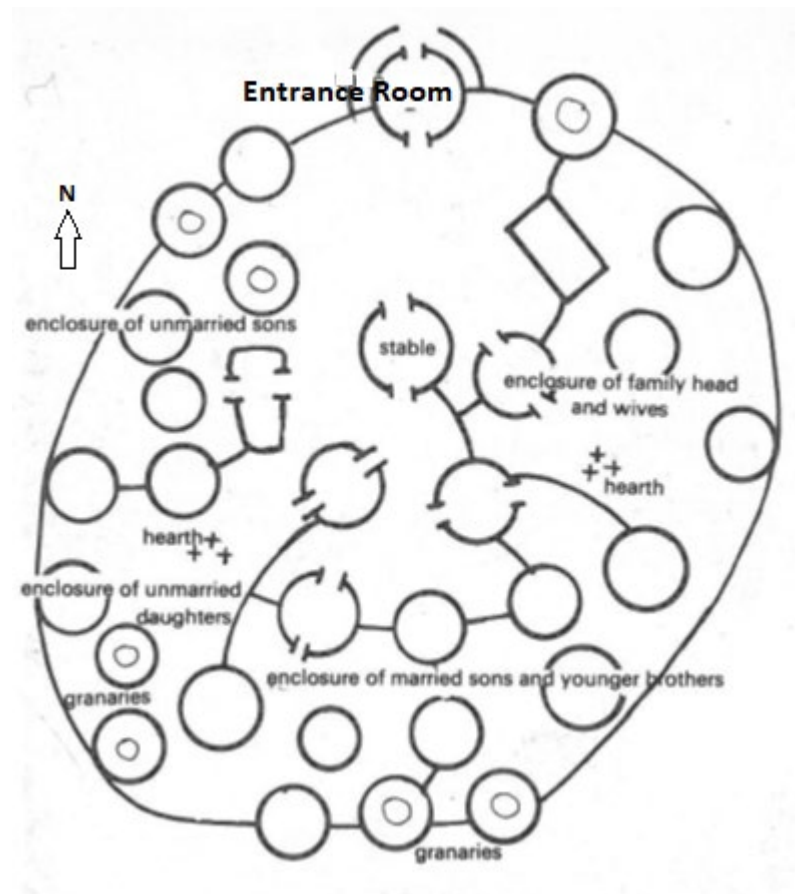 Entrance Room
N
enclosure of unmarried sons
stable
enclosure of family head
and wives
hearth
hearth
enclosure of unmarried
daughters
enclosure of married sons and younger brothers
granaries
granaries